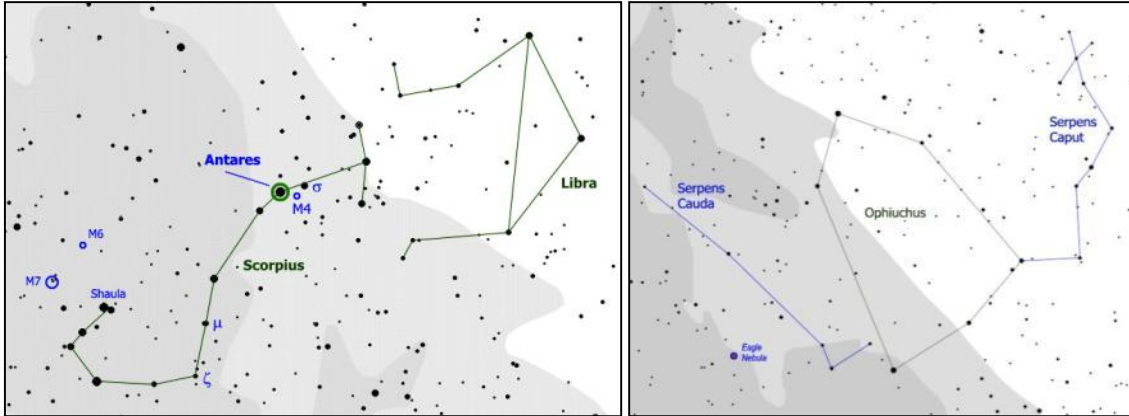 Antares
σ
M4
Libra
M6
Scorpius
M7
Shaula
μ
ζ
Serpens
Caput
Serpens
Cauda
Ophiuchus
Eagle
Nebula